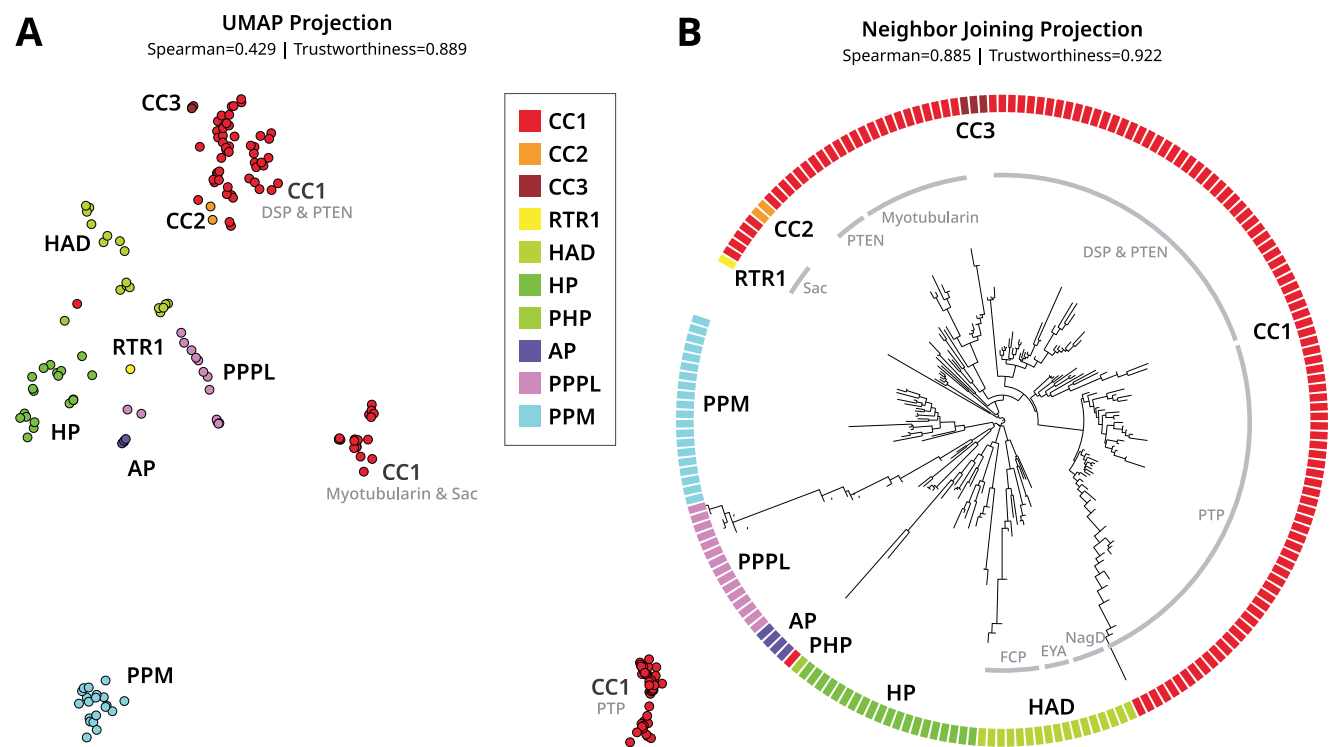 A
UMAP Projection
Spearman=0.429 | Trustworthiness=0.889
CC3
CC1
DSP & PTEN
CC2
HAD
RTR1
PPPL
HP
AP
CC1
Myotubularin & Sac
PPM
CC1
PTP
CC1
CC2
CC3
RTR1
HAD
HP
PHP
AP
PPPL
PPM
B
Neighbor Joining Projection
Spearman=0.885 | Trustworthiness=0.922
CC3
CC2
Myotubularin
PTEN
DSP & PTEN
RTR1
Sac
CC1
PPM
PTP
PPPL
AP
PHP
NagD
EYA
FCP
HP
HAD